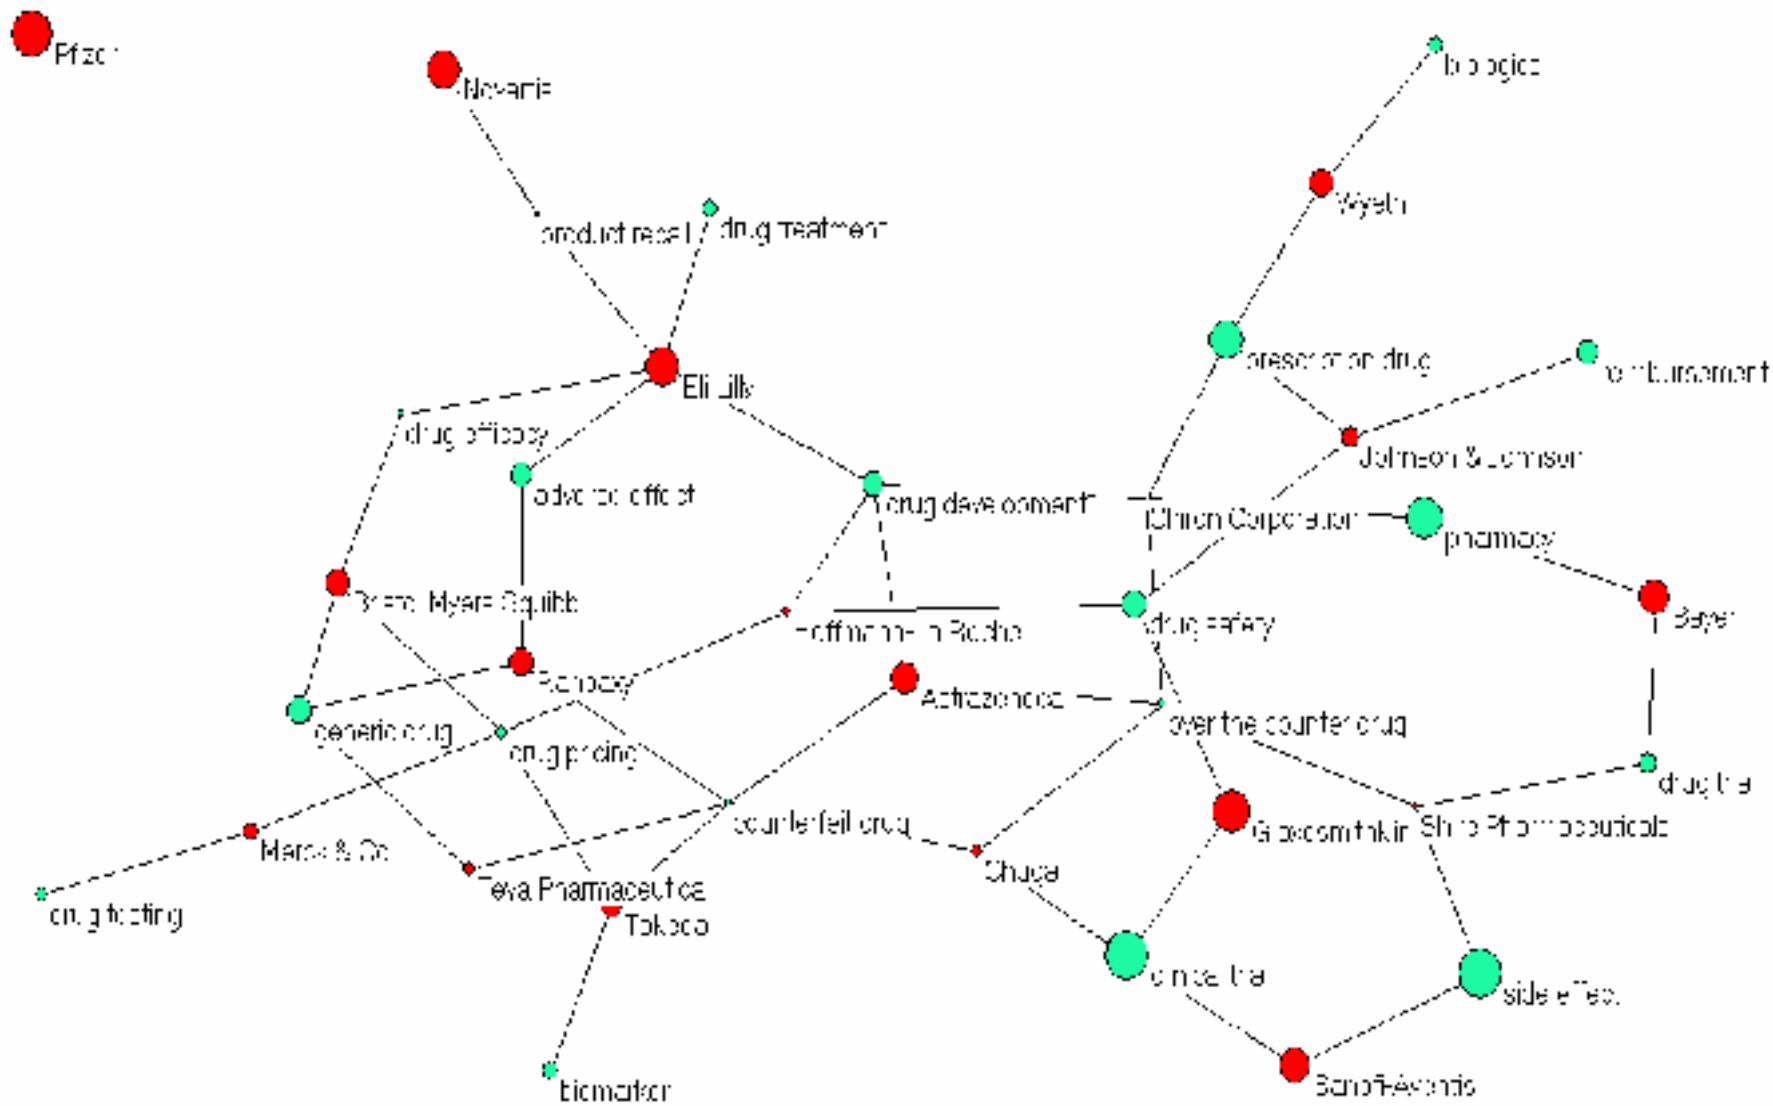 Pfizer
Novartis
biologics
Wyeth
product recall
drug treatment
prescription drug
reimbursement
Eli Lilly
drug efficacy
Johnson & Johnson
adverse effect
drug development
Chiron Corporation
pharmacy
Bristol Myers Squibb
Hoffmann-La Roche
drug safety
Bayer
Ranbaxy
Astrazeneca
generic drug
drug pricing
over the counter drug
drug trial
counterfeit drug
Glaxosmithkline
Shire Pharmaceuticals
Merck & Co
Chugai
Teva Pharmaceutical
drug testing
Takeda
clinical trial
side effect
biomarker
Sanofi-Aventis